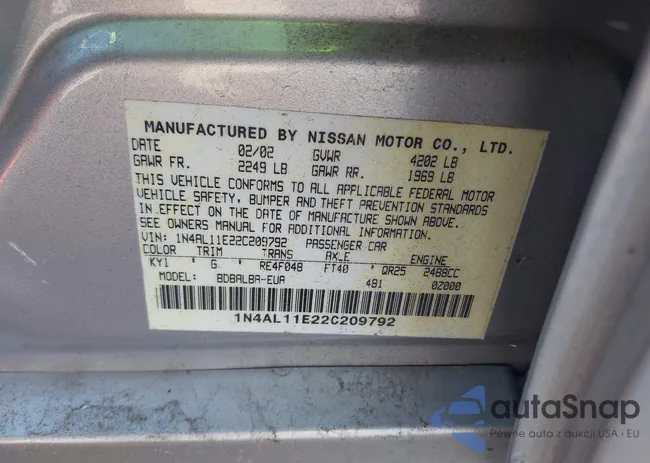 MANUFACTURED BY NISSAN MOTOR CO., LTD.
DATE 02/02 GVWR 4202 LB
GAWR FR. 2249 LB GAWR RR. 1969 LB
THIS VEHICLE CONFORMS TO ALL APPLICABLE FEDERAL MOTOR
VEHICLE SAFETY, BUMPER AND THEFT PREVENTION STANDARDS
IN EFFECT ON THE DATE OF MANUFACTURE SHOWN ABOVE.
SEE OWNERS MANUAL FOR ADDITIONAL INFORMATION.
VIN: 1N4AL11E22C209792 PASSENGER CAR
COLOR TRIM TRANS AXLE ENGINE
KY1 G RE4F04B FT40 QR25 2488CC
MODEL: BDBALBA-EUA 481 0Z000
1N4AL11E22C209792
autaSnap
Pewne auta z aukcji USA i EU